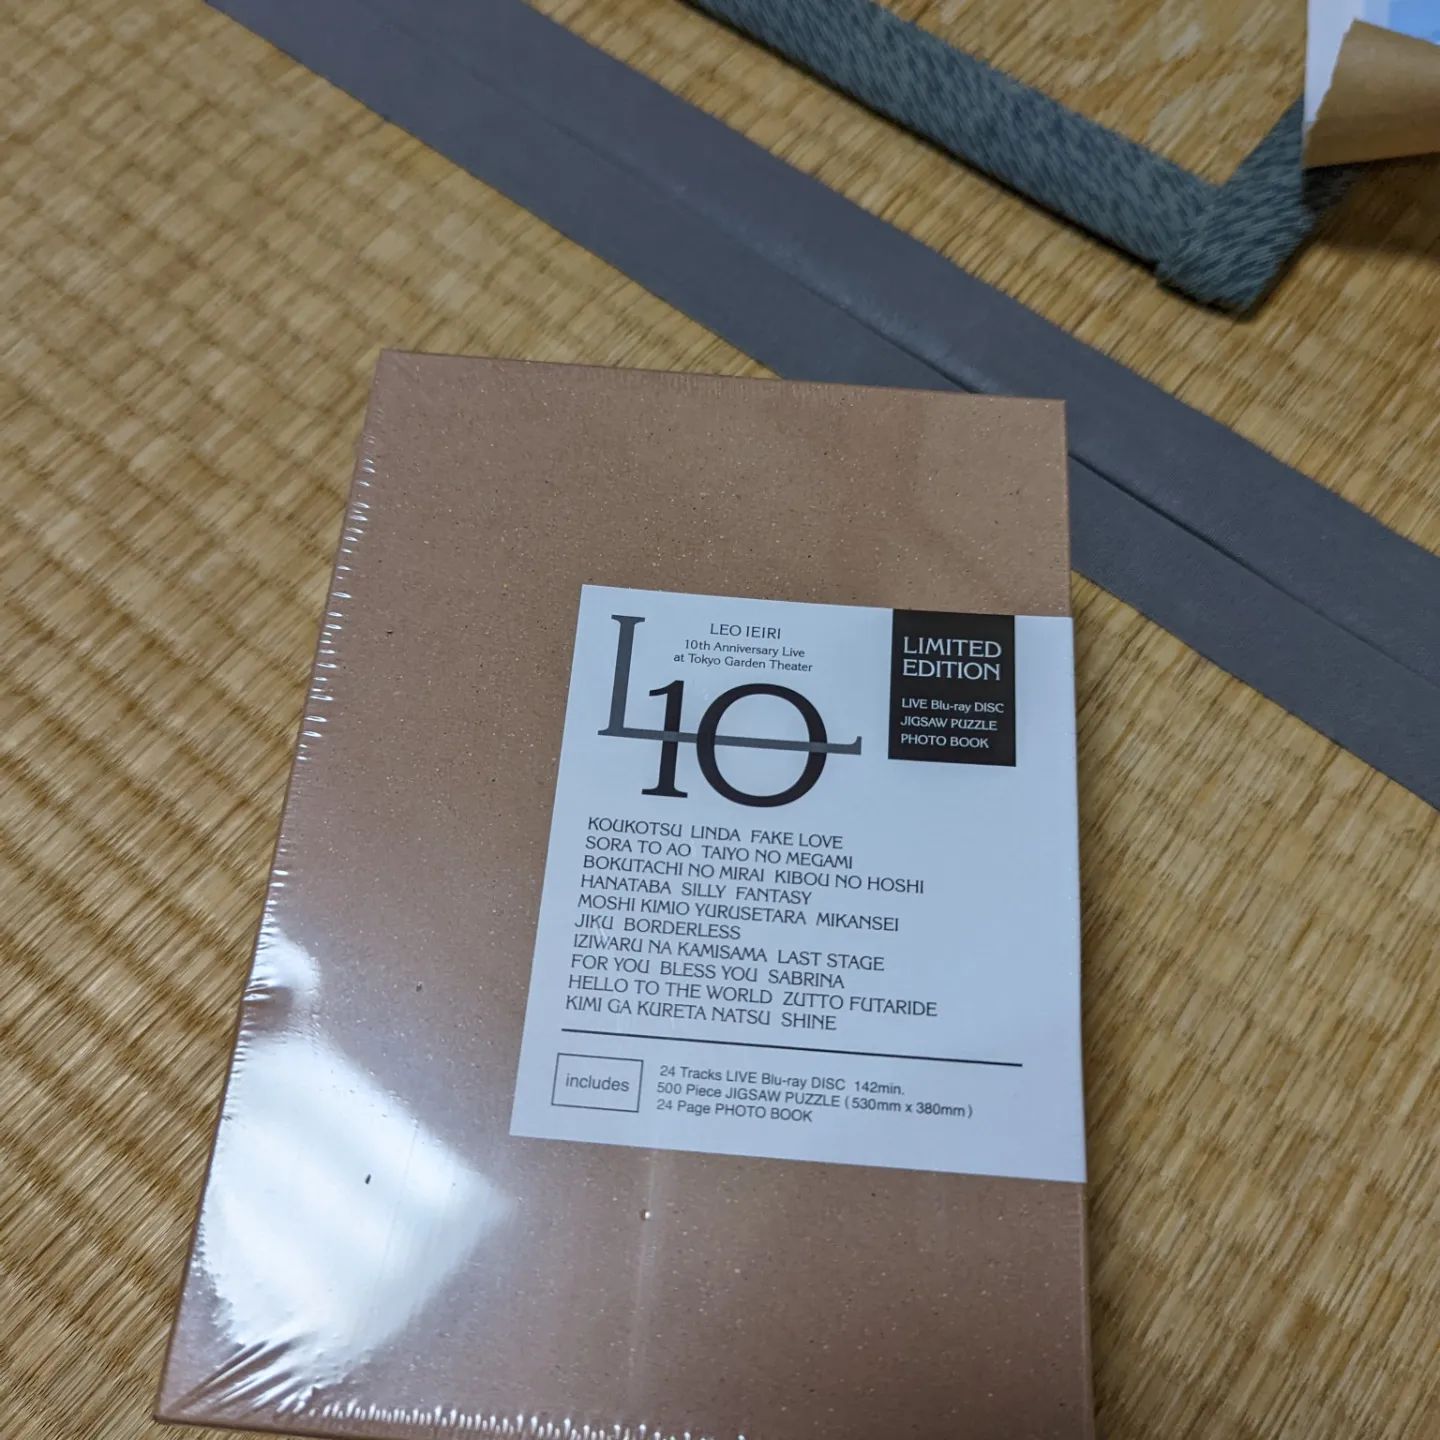 LEO IEIRI
10th Anniversary Live
at Tokyo Garden Theater
L10
LIMITED
EDITION
LIVE Blu-ray DISC
JIGSAW PUZZLE
PHOTO BOOK
KOUKOTSU LINDA FAKE LOVE
SORA TO AO TAIYO NO MEGAMI
BOKUTACHI NO MIRAI KIBOU NO HOSHI
HANATABA SILLY FANTASY
MOSHI KIMIO YURUSETARA MIKANSEI
JIKU BORDERLESS
IZIWARU NA KAMISAMA LAST STAGE
FOR YOU BLESS YOU SABRINA
HELLO TO THE WORLD ZUTTO FUTARIDE
KIMI GA KURETA NATSU SHINE
includes
24 Tracks LIVE Blu-ray DISC 142min.
500 Piece JIGSAW PUZZLE (530mm x 380mm)
24 Page PHOTO BOOK